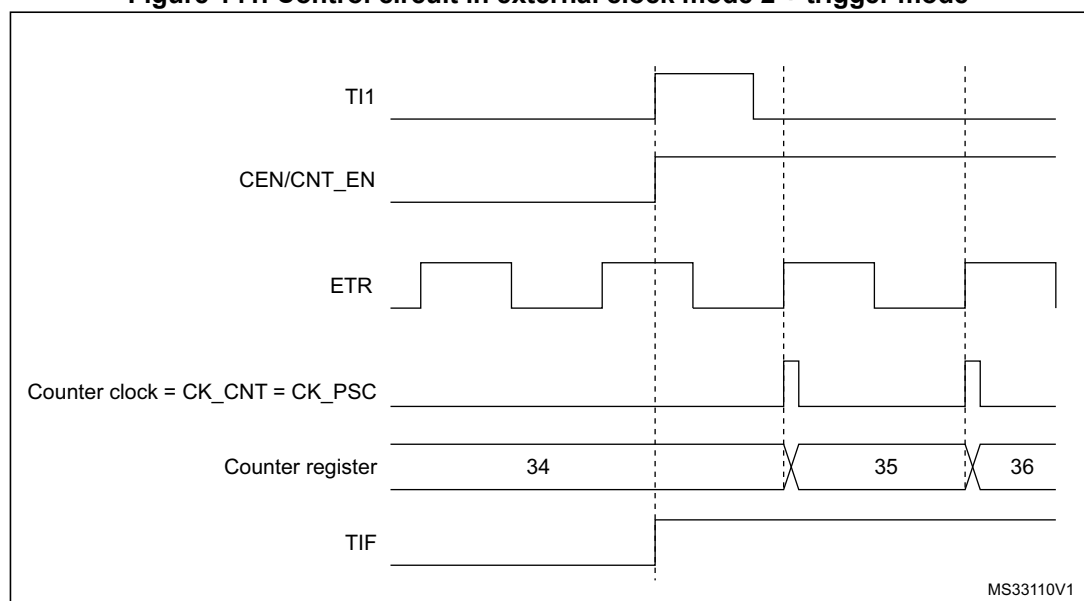 TI1
CEN/CNT_EN
ETR
Counter clock = CK_CNT = CK_PSC
Counter register 34 35 36
TIF
MS33110V1